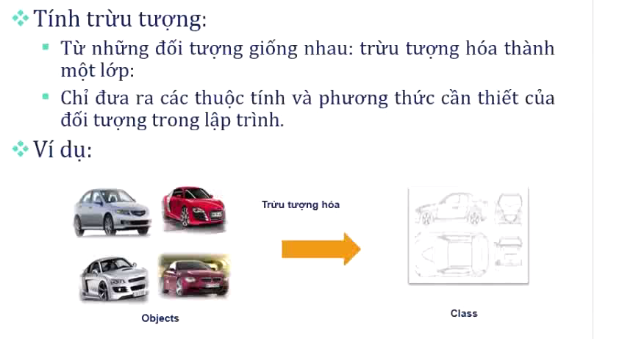 Tính trừu tượng:
Từ những đối tượng giống nhau: trừu tượng hóa thành
một lớp:
Chỉ đưa ra các thuộc tính và phương thức cần thiết của
đối tượng trong lập trình.
Ví dụ:
Trừu tượng hóa
Objects
Class